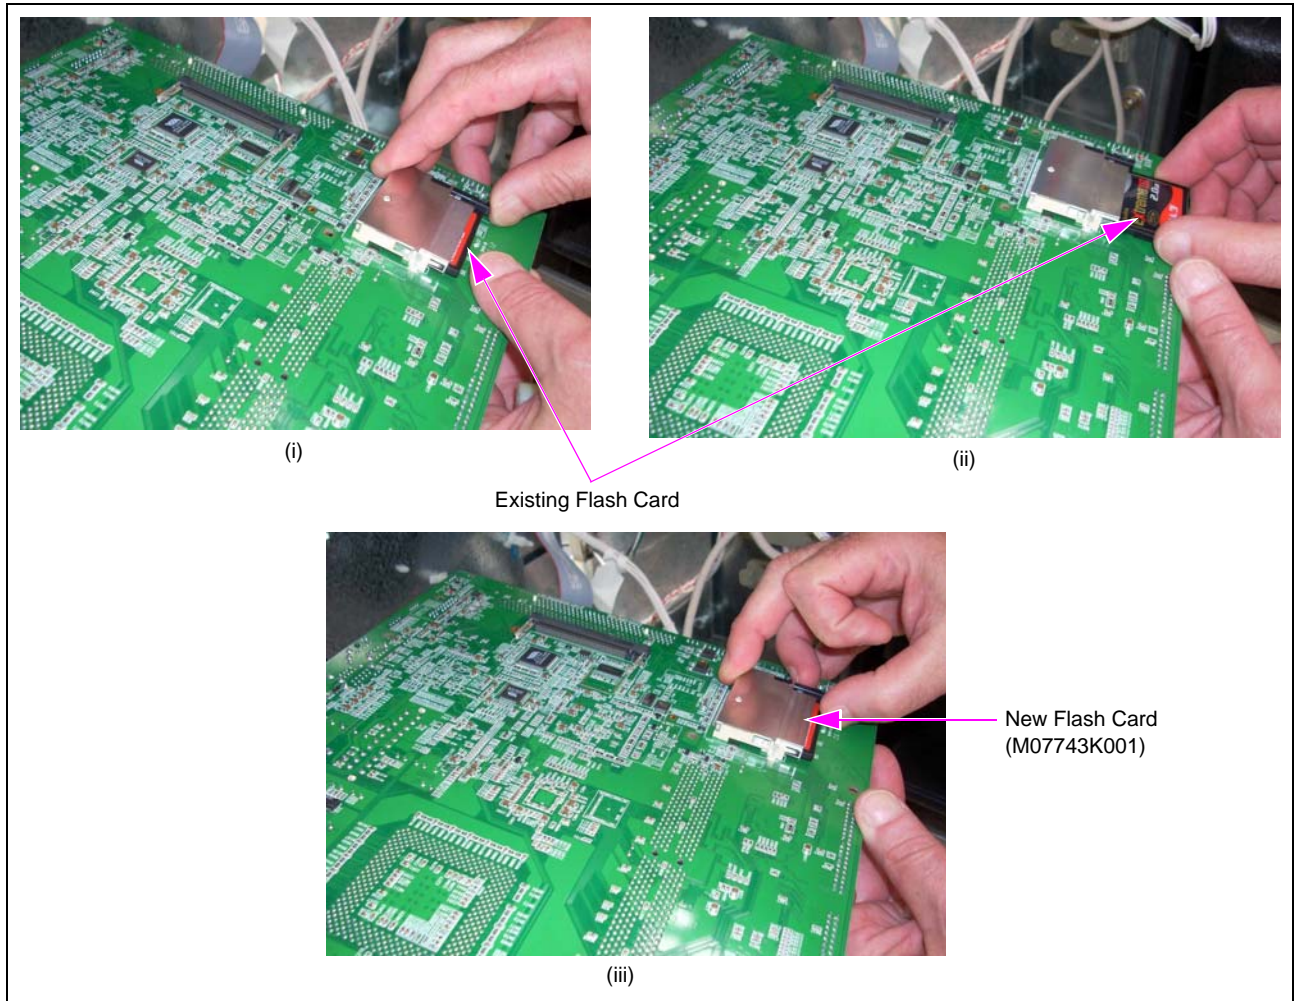 (i)
(ii)
Existing Flash Card
New Flash Card
(M07743K001)
(iii)